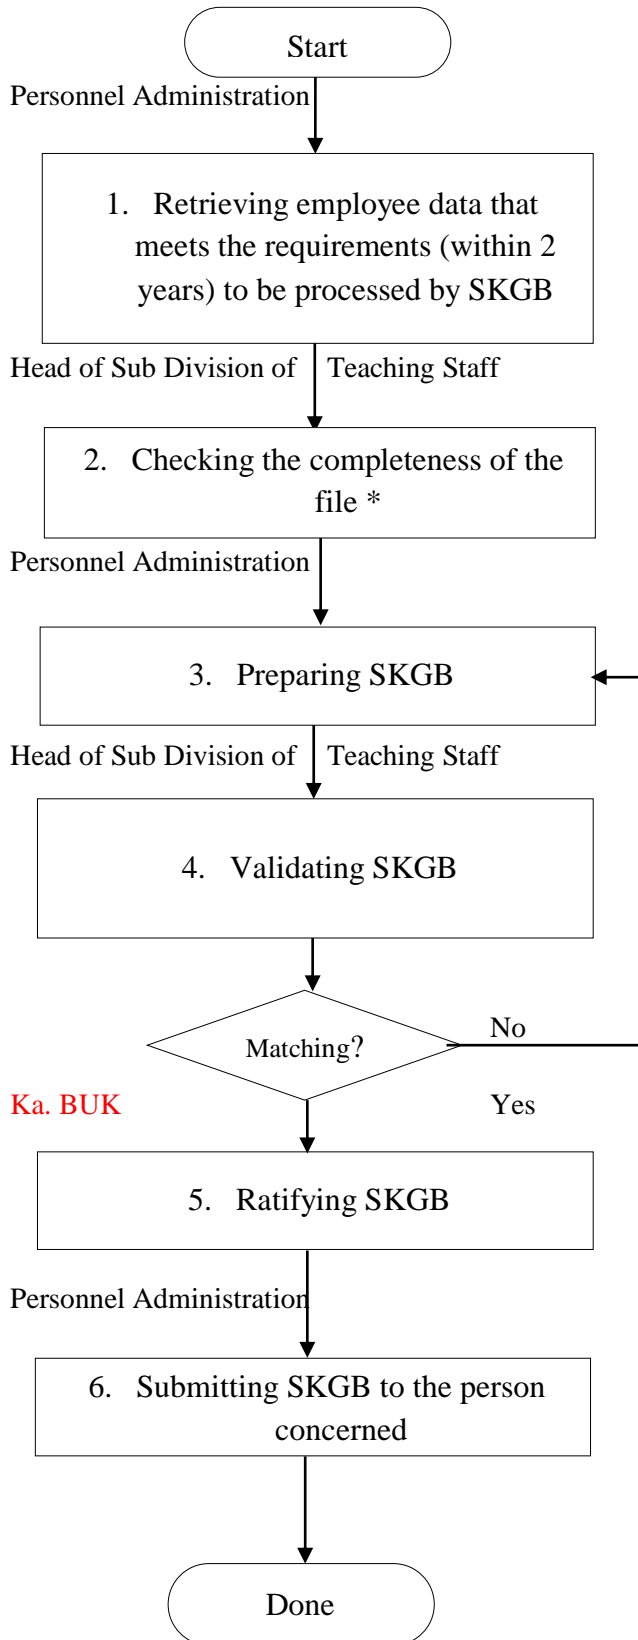 Start
Personnel Administration
1. Retrieving employee data that
meets the requirements (within 2
years) to be processed by SKGB
Head of Sub Division of Teaching Staff
2. Checking the completeness of the
file *
Personnel Administration
3. Preparing SKGB
Head of Sub Division of Teaching Staff
4. Validating SKGB
Matching?
No
Ka. BUK
Yes
5. Ratifying SKGB
Personnel Administration
6. Submitting SKGB to the person
concerned
Done